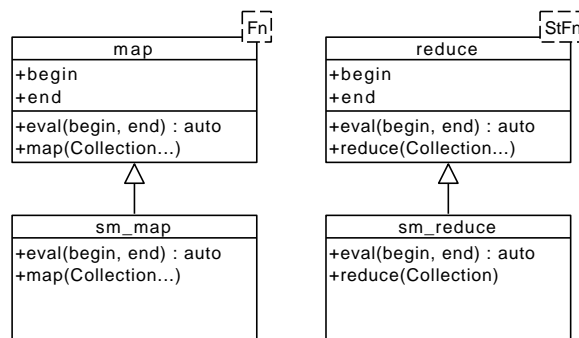 Fn
map
+begin
+end
+eval(begin, end) : auto
+map(Collection...)
sm_map
+eval(begin, end) : auto
+map(Collection...)
StFn
reduce
+begin
+end
+eval(begin, end) : auto
+reduce(Collection...)
sm_reduce
+eval(begin, end) : auto
+reduce(Collection)